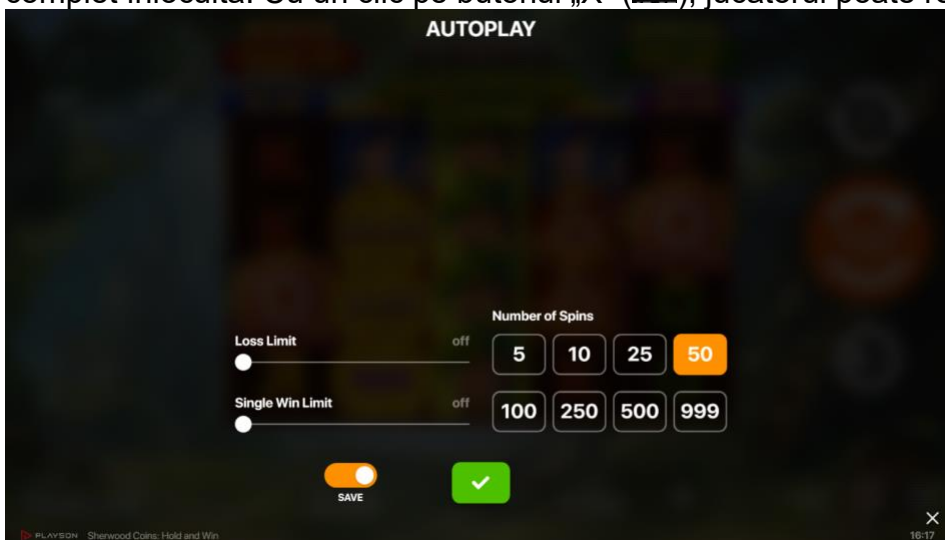 AUTOPLAY
Number of Spins
Loss Limit off
5 10 25 50
Single Win Limit off
100 250 500 999
SAVE
PLAYSON Sherwood Coins: Hold and Win 16:17